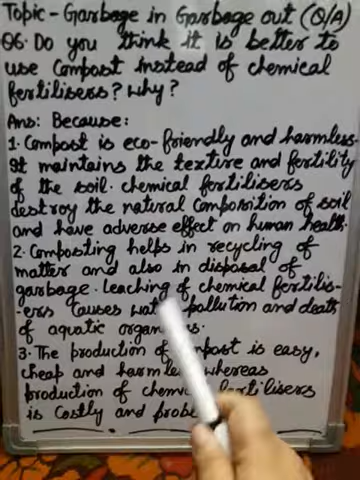 Topic - Garbage in Garbage out (Q/A)
Q6. Do you think it is better to
use compost instead of chemical
fertilisers? why?
Ans: Because:
1. Compost is eco-friendly and harmless.
It maintains the texture and fertility
of the soil. chemical fertilisers
destroy the natural composition of soil
and have adverse effect on human health.
2. Composting helps in recycling of
matter and also in disposal of
garbage. Leaching of chemical fertilis-
ers causes water pollution and death
of aquatic organisms.
3. The production of compost is easy,
cheap and harmless whereas
production of chemical fertilisers
is costly and